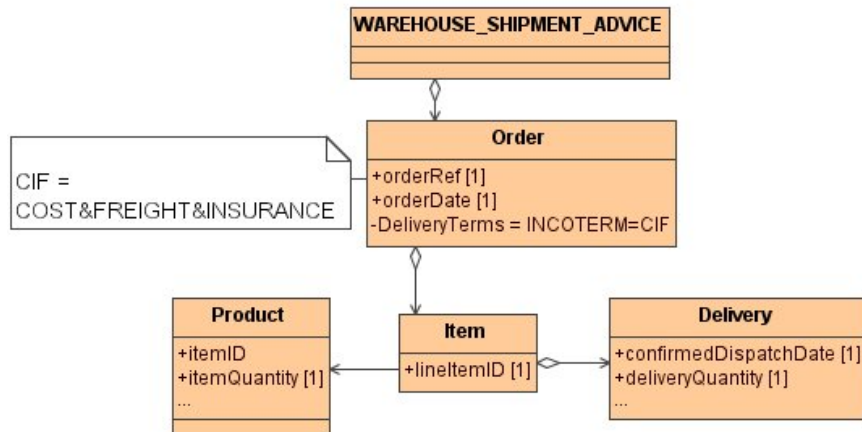 WAREHOUSE_SHIPMENT_ADVICE
Order
+orderRef [1]
+orderDate [1]
-DeliveryTerms = INCOTERM=CIF
CIF =
COST&FREIGHT&INSURANCE
Product
+itemID
+itemQuantity [1]
...
Item
+lineItemID [1]
Delivery
+confirmedDispatchDate [1]
+deliveryQuantity [1]
...